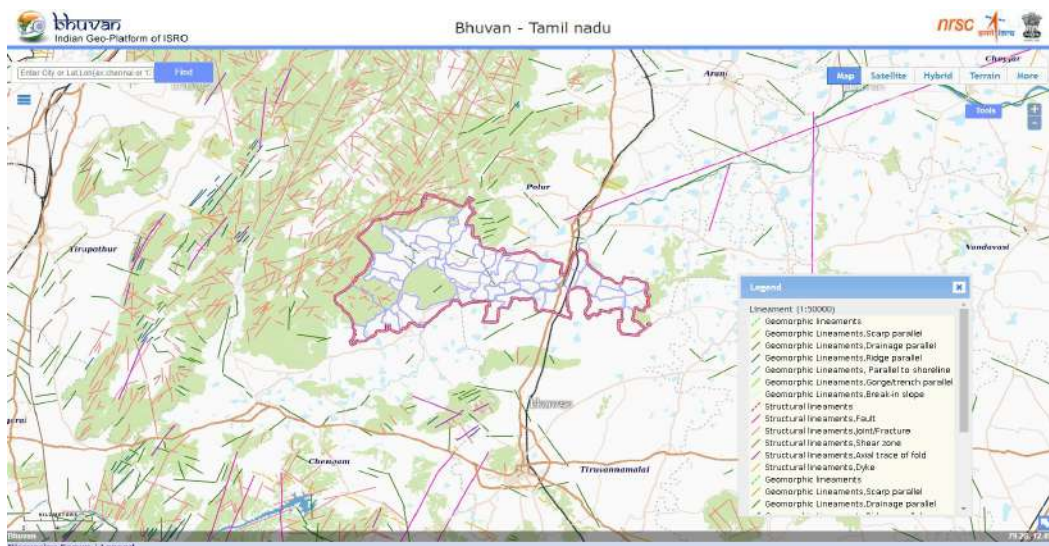 bhuvan
Indian Geo-Platform of ISRO
Bhuvan - Tamil nadu
nrsc
Find
Map
Satellite
Hybrid
Terrain
More
Tools
+
-
Arani
Cheyyar
Polur
Tirupathur
Vandavasi
Bhuvan
Chengam
Tirusannamalai
KILOMETERS
Legend
Lineament (1:50000)
Geomorphic lineaments
Geomorphic Lineaments,Scarp parallel
Geomorphic Lineaments,Drainage parallel
Geomorphic Lineaments,Ridge parallel
Geomorphic Lineaments, Parallel to shoreline
Geomorphic Lineaments,Gorge/trench parallel
Geomorphic Lineaments,Break-in slope
Structural lineaments
Structural lineaments,Fault
Structural lineaments,Joint/Fracture
Structural lineaments,Shear zone
Structural lineaments,Axial trace of fold
Structural lineaments,Dyke
Geomorphic lineaments
Geomorphic Lineaments,Scarp parallel
Geomorphic Lineaments,Drainage parallel
Bhuvan